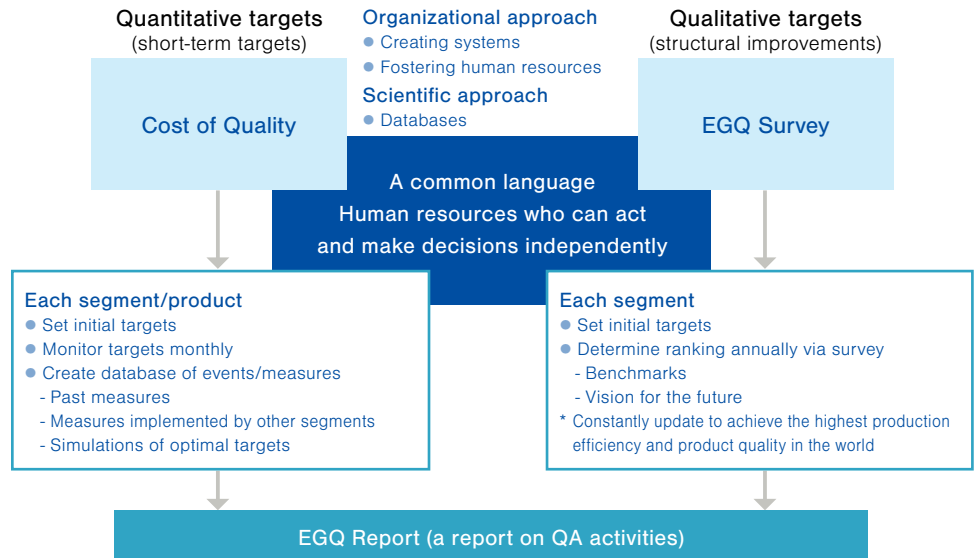 Quantitative targets
(short-term targets)
Cost of Quality
Organizational approach
● Creating systems
● Fostering human resources
Scientific approach
● Databases
Qualitative targets
(structural improvements)
EGQ Survey
A common language
Human resources who can act
and make decisions independently
Each segment/product
● Set initial targets
● Monitor targets monthly
● Create database of events/measures
- Past measures
- Measures implemented by other segments
- Simulations of optimal targets
Each segment
● Set initial targets
● Determine ranking annually via survey
- Benchmarks
- Vision for the future
* Constantly update to achieve the highest production
efficiency and product quality in the world
EGQ Report (a report on QA activities)